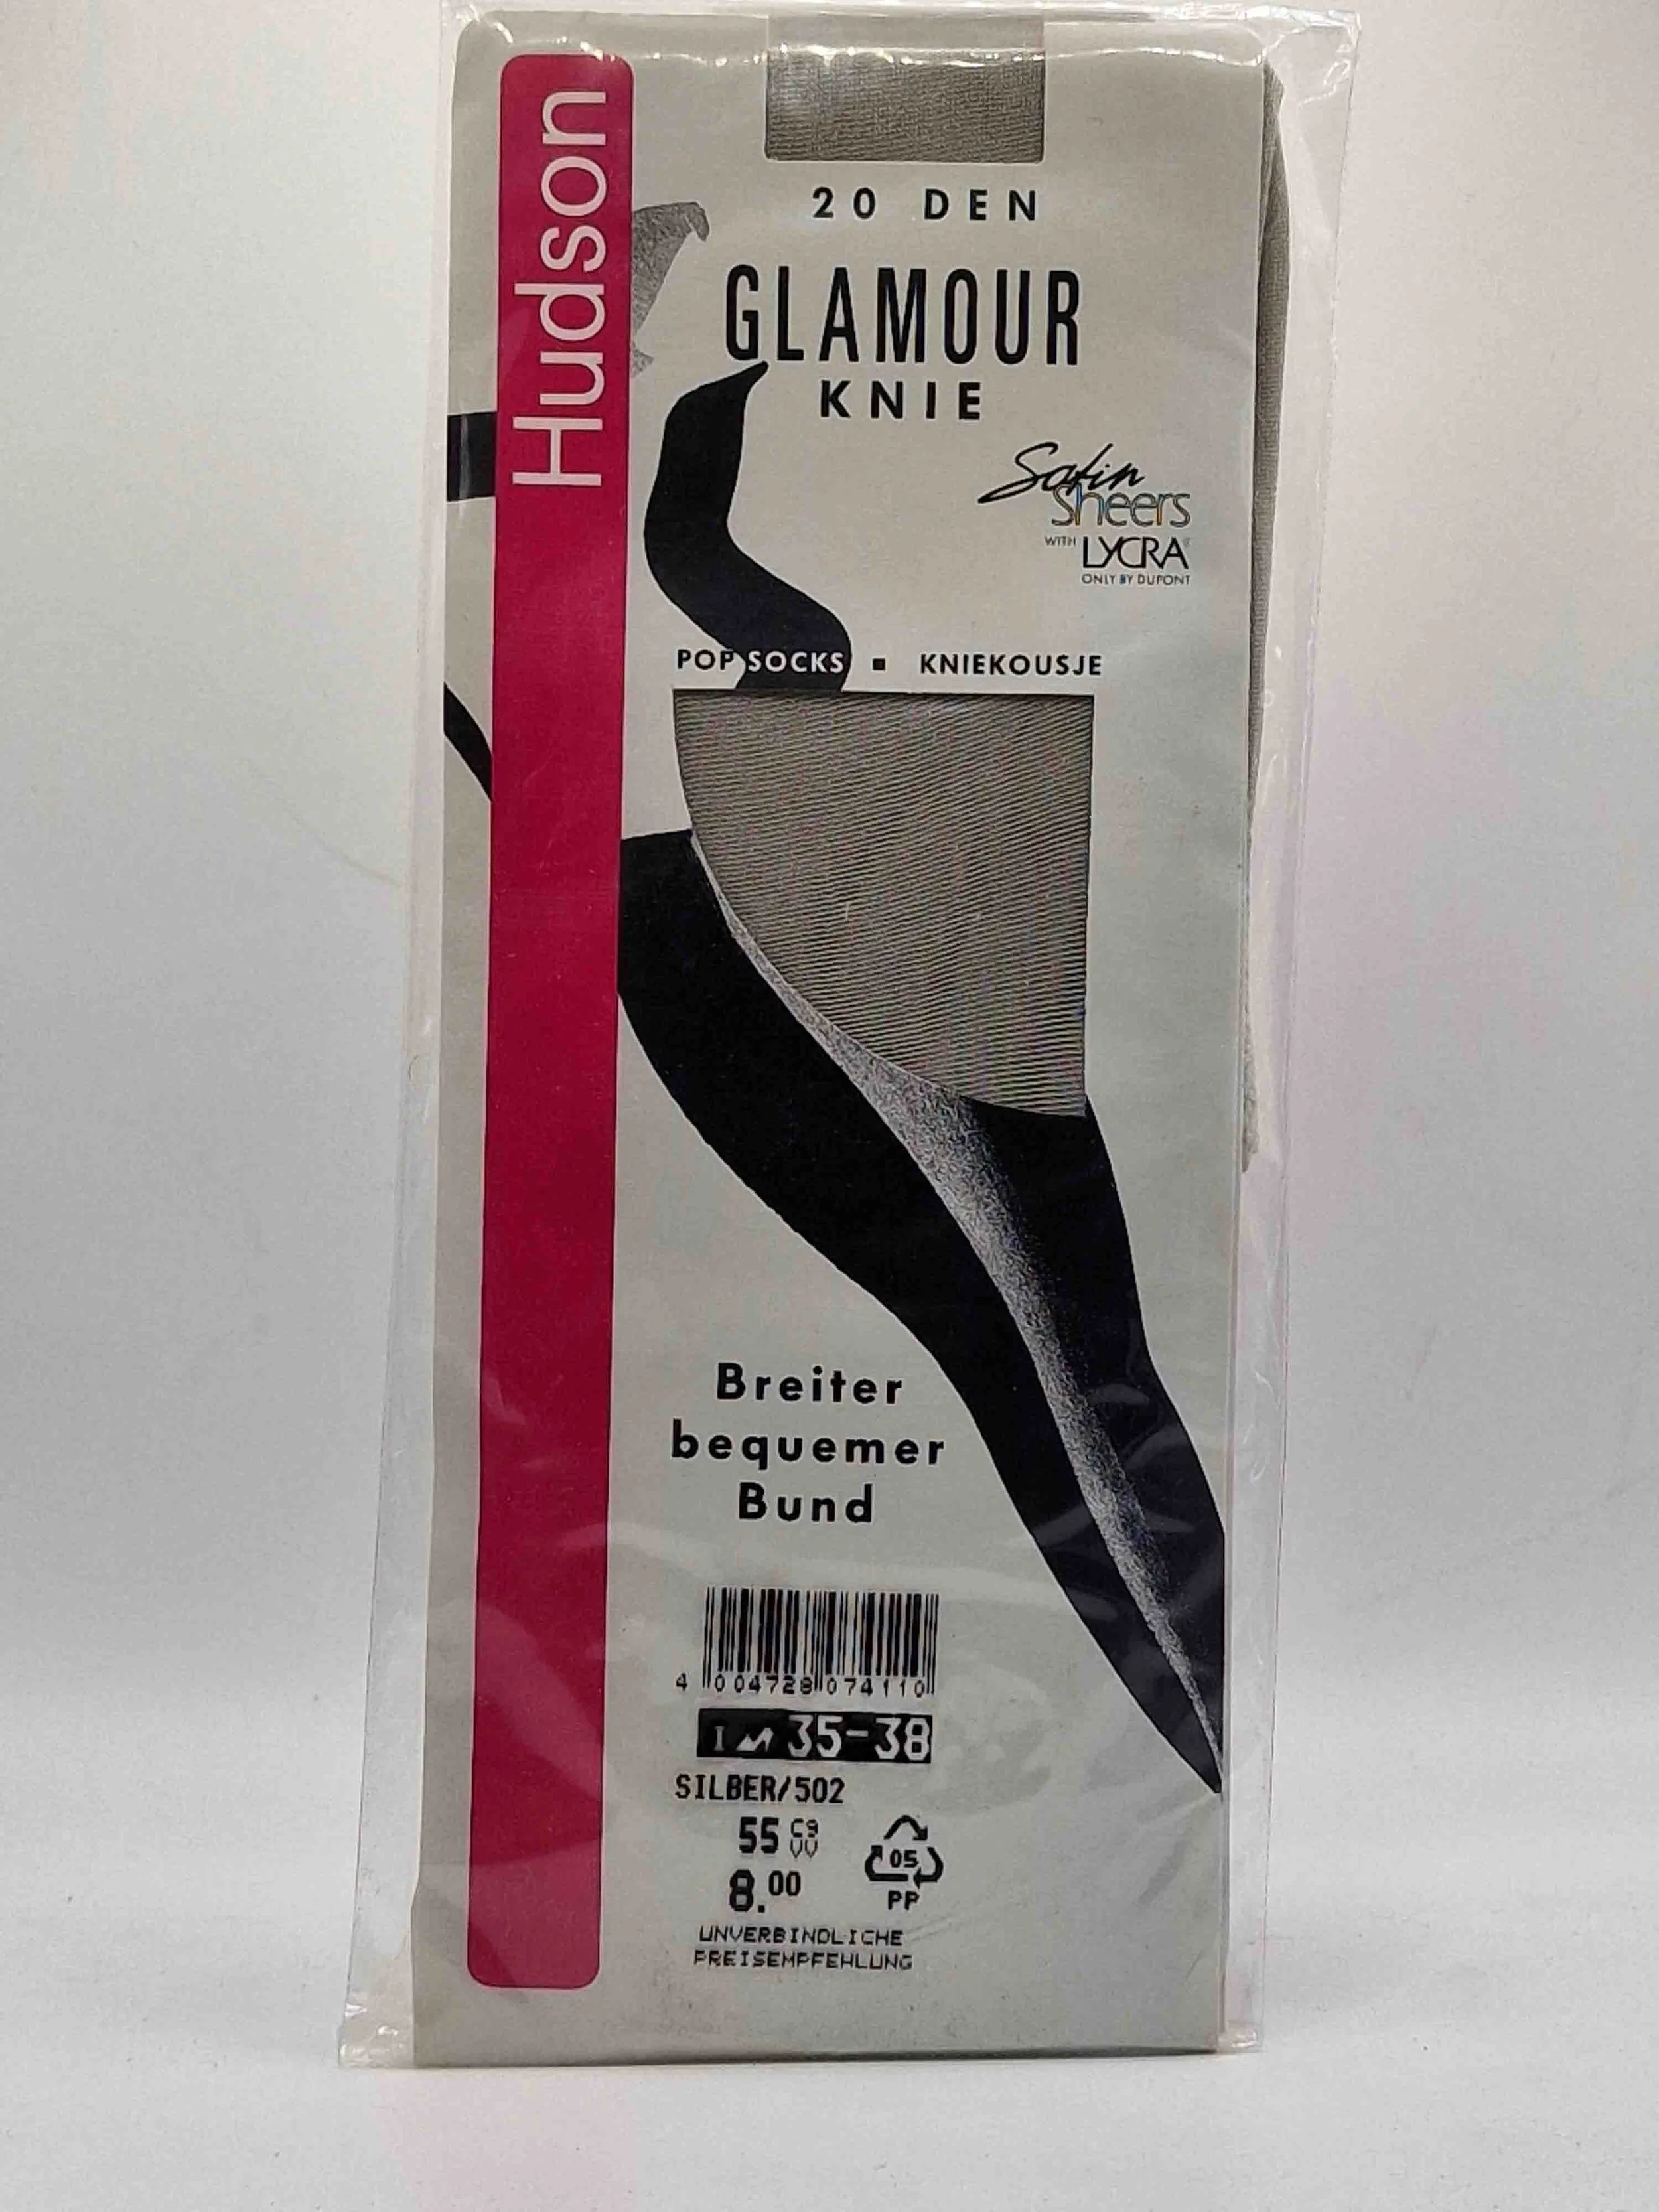 Hudson
20 DEN
GLAMOUR
KNIE
Satin
Sheers
WITH LYCRA®
ONLY BY DUPONT
POP SOCKS ▪ KNIEKOUSJE
Breiter
bequemer
Bund
4 004728 074110
I 35-38
SILBER/502
55
8.00
05
PP
UNVERBINDLICHE
PREISEMPFEHLUNG